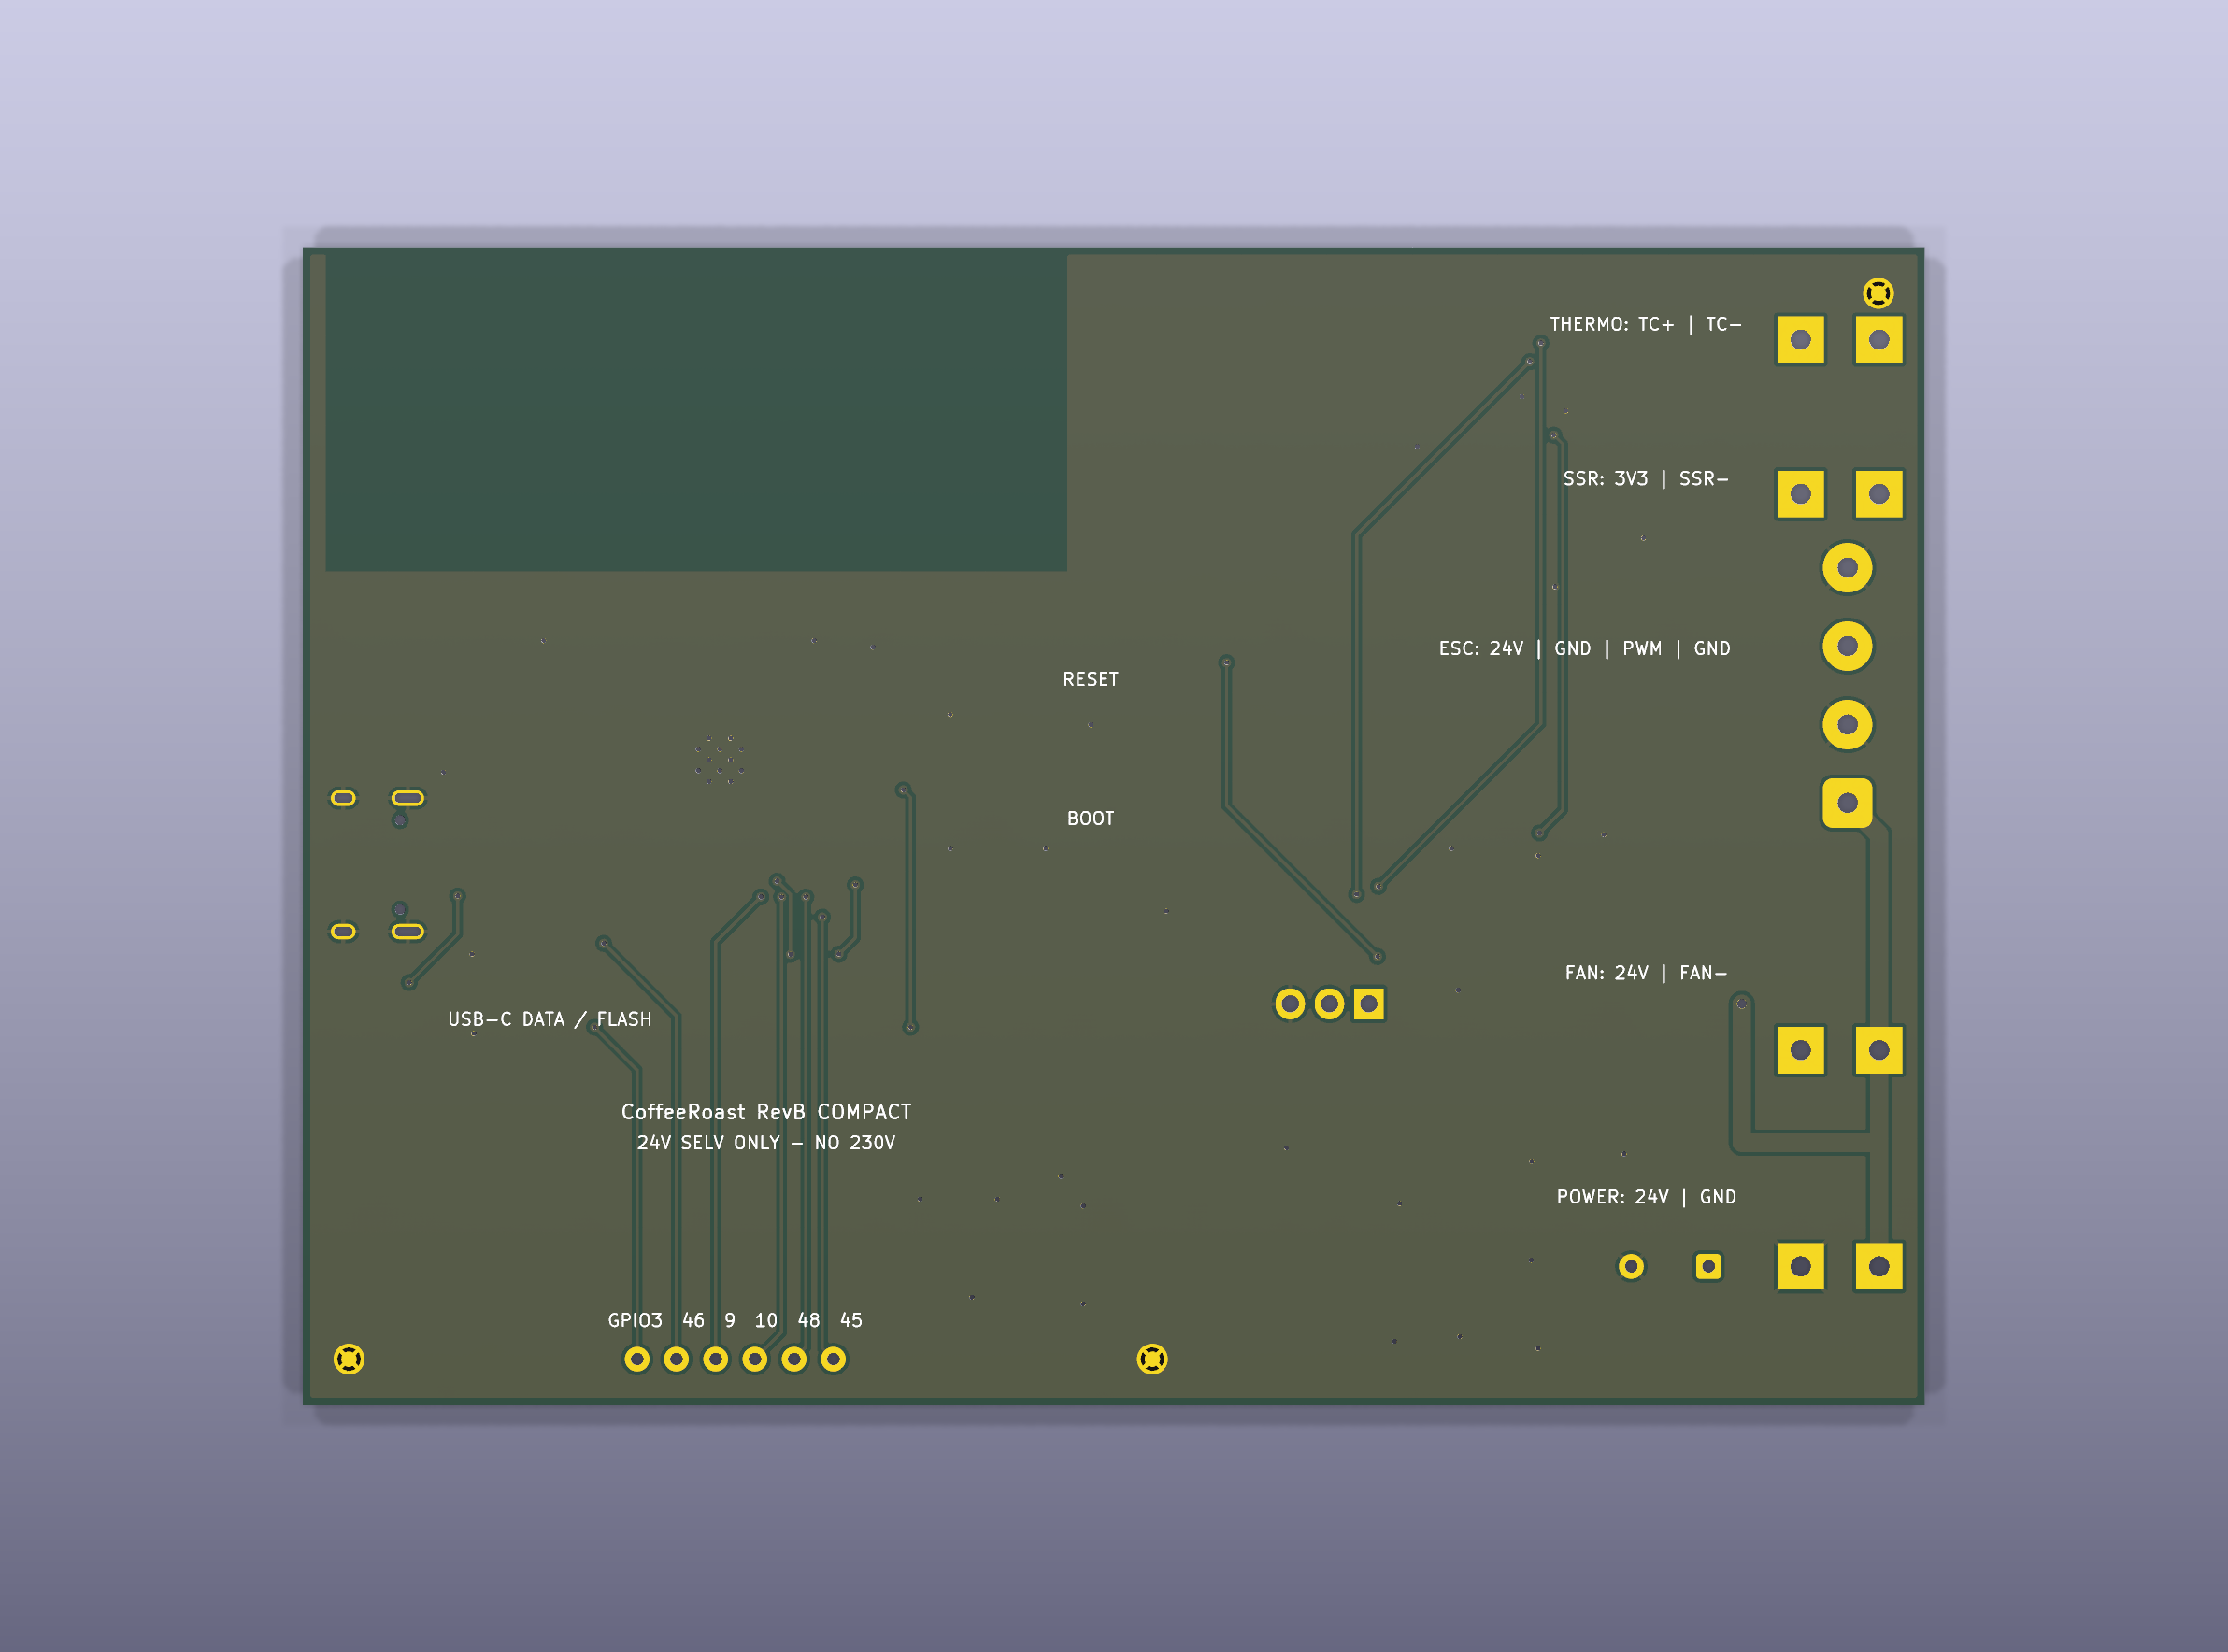 THERMO: TC+ | TC-
SSR: 3V3 | SSR-
ESC: 24V | GND | PWM | GND
RESET
BOOT
FAN: 24V | FAN-
USB-C DATA / FLASH
CoffeeRoast RevB COMPACT
24V SELV ONLY - NO 230V
POWER: 24V | GND
GPIO3 46 9 10 48 45